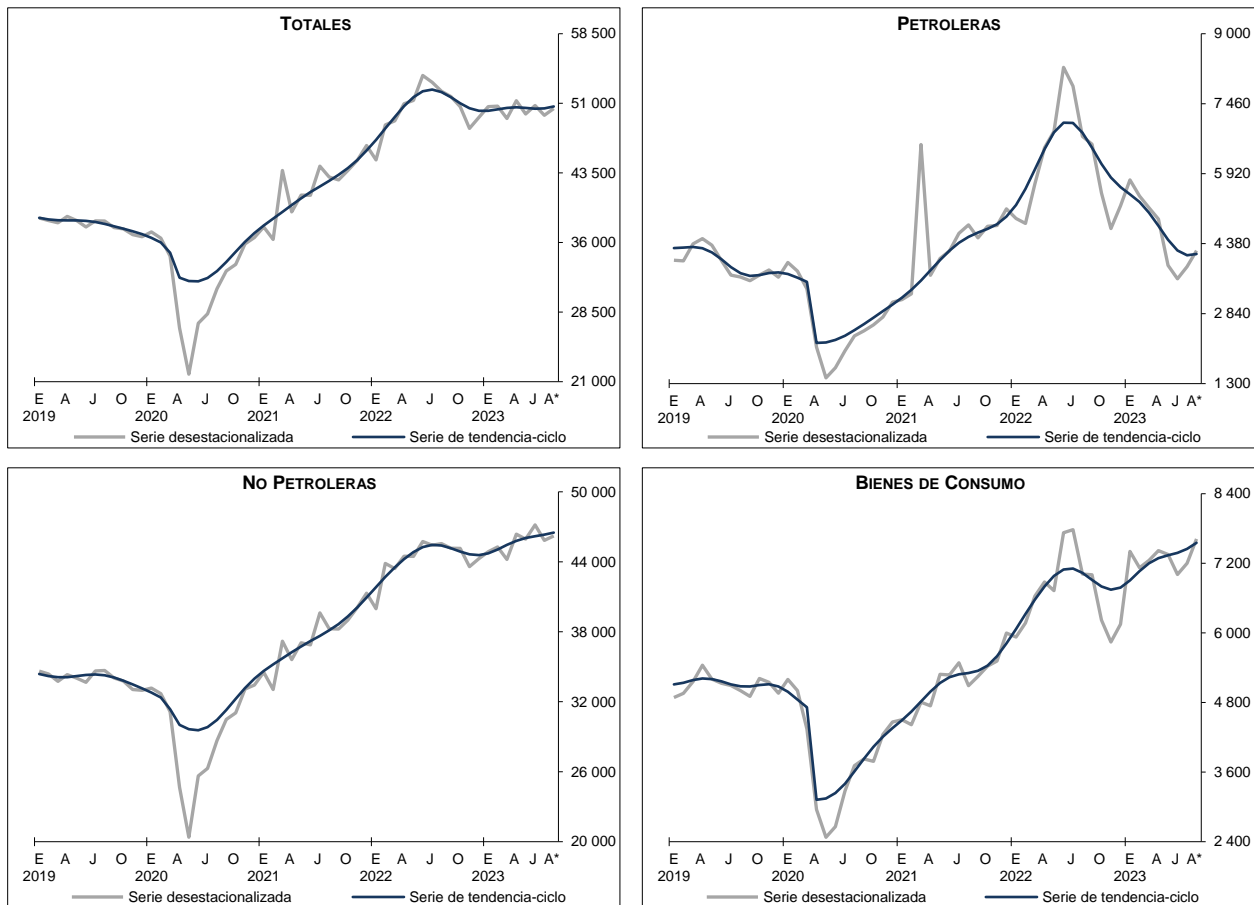 TOTALES
58 500
51 000
43 500
36 000
28 500
21 000
E A J O E A J O E A J O E A J O E A J A*
2019 2020 2021 2022 2023
Serie desestacionalizada Serie de tendencia-ciclo
PETROLERAS
9 000
7 460
5 920
4 380
2 840
1 300
E A J O E A J O E A J O E A J O E A J A*
2019 2020 2021 2022 2023
Serie desestacionalizada Serie de tendencia-ciclo
NO PETROLERAS
50 000
44 000
38 000
32 000
26 000
20 000
E A J O E A J O E A J O E A J O E A J A*
2019 2020 2021 2022 2023
Serie desestacionalizada Serie de tendencia-ciclo
BIENES DE CONSUMO
8 400
7 200
6 000
4 800
3 600
2 400
E A J O E A J O E A J O E A J O E A J A*
2019 2020 2021 2022 2023
Serie desestacionalizada Serie de tendencia-ciclo